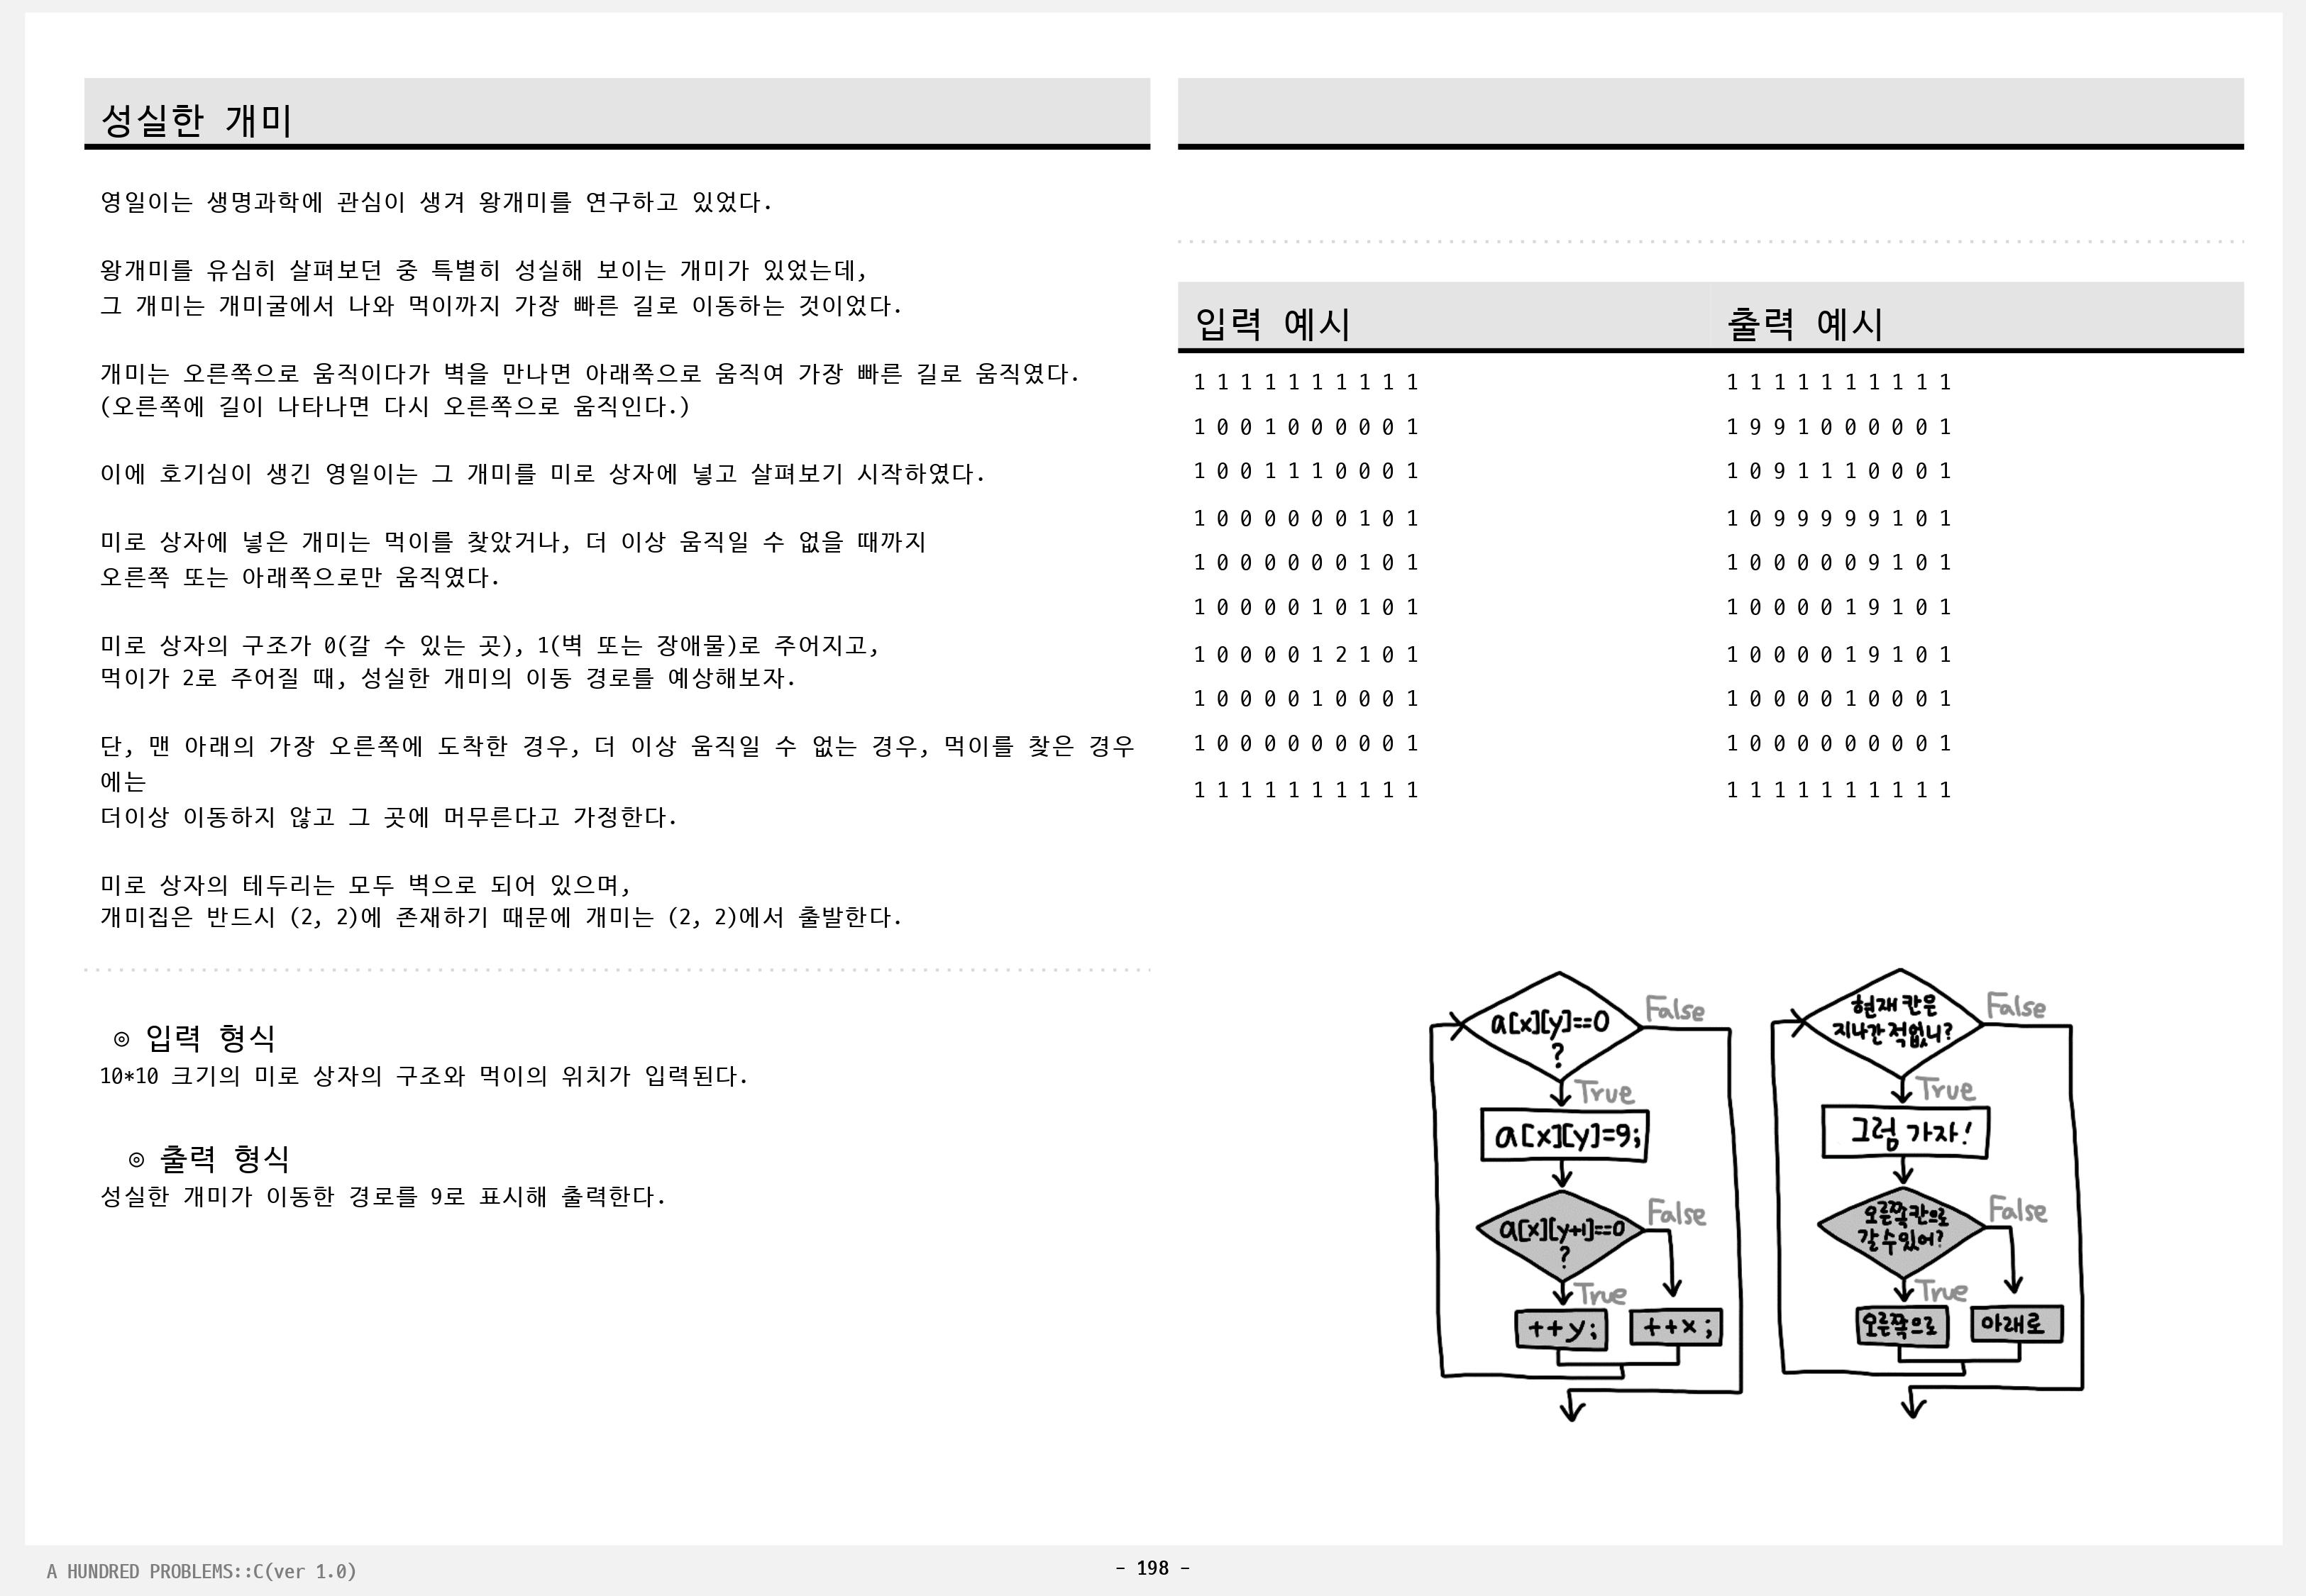 성실한 개미
영일이는 생명과학에 관심이 생겨 왕개미를 연구하고 있었다.
왕개미를 유심히 살펴보던 중 특별히 성실해 보이는 개미가 있었는데,
그 개미는 개미굴에서 나와 먹이까지 가장 빠른 길로 이동하는 것이었다.
개미는 오른쪽으로 움직이다가 벽을 만나면 아래쪽으로 움직여 가장 빠른 길로 움직였다.
(오른쪽에 길이 나타나면 다시 오른쪽으로 움직인다.)
이에 호기심이 생긴 영일이는 그 개미를 미로 상자에 넣고 살펴보기 시작하였다.
미로 상자에 넣은 개미는 먹이를 찾았거나, 더 이상 움직일 수 없을 때까지
오른쪽 또는 아래쪽으로만 움직였다.
미로 상자의 구조가 0(갈 수 있는 곳), 1(벽 또는 장애물)로 주어지고,
먹이가 2로 주어질 때, 성실한 개미의 이동 경로를 예상해보자.
단, 맨 아래의 가장 오른쪽에 도착한 경우, 더 이상 움직일 수 없는 경우, 먹이를 찾은 경우
에는
더이상 이동하지 않고 그 곳에 머무른다고 가정한다.
미로 상자의 테두리는 모두 벽으로 되어 있으며,
개미집은 반드시 (2, 2)에 존재하기 때문에 개미는 (2, 2)에서 출발한다.
◎ 입력 형식
10*10 크기의 미로 상자의 구조와 먹이의 위치가 입력된다.
◎ 출력 형식
성실한 개미가 이동한 경로를 9로 표시해 출력한다.
입력 예시
1 1 1 1 1 1 1 1 1 1
1 0 0 1 0 0 0 0 0 1
1 0 0 1 1 1 0 0 0 1
1 0 0 0 0 0 0 1 0 1
1 0 0 0 0 0 0 1 0 1
1 0 0 0 0 1 0 1 0 1
1 0 0 0 0 1 2 1 0 1
1 0 0 0 0 1 0 0 0 1
1 0 0 0 0 0 0 0 0 1
1 1 1 1 1 1 1 1 1 1
출력 예시
1 1 1 1 1 1 1 1 1 1
1 9 9 1 0 0 0 0 0 1
1 0 9 1 1 1 0 0 0 1
1 0 9 9 9 9 9 1 0 1
1 0 0 0 0 0 9 1 0 1
1 0 0 0 0 1 9 1 0 1
1 0 0 0 0 1 9 1 0 1
1 0 0 0 0 1 0 0 0 1
1 0 0 0 0 0 0 0 0 1
1 1 1 1 1 1 1 1 1 1
a[x][y]==0
?
False
True
a[x][y]=9;
a[x][y+1]==0
?
False
True
++y;
++x;
현재 칸은
지나간 적없니?
False
True
그럼 가자!
오른쪽 칸으로
갈 수 있어?
False
True
오른쪽으로
아래로
A HUNDRED PROBLEMS::C(ver 1.0)
- 198 -